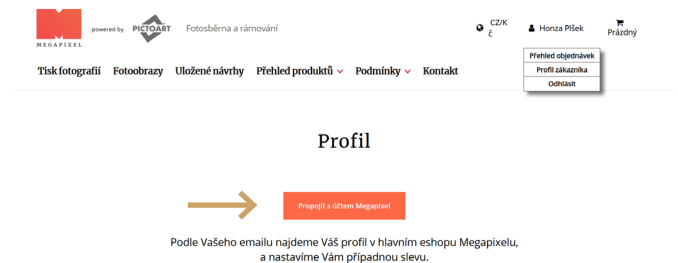 MEGAPIXEL
powered by PICTOART
Fotosběrna a rámování
CZ/K
č
Honza Plšek
Prázdný
Přehled objednávek
Profil zákazníka
Odhlásit
Tisk fotografií Fotoobrazy Uložené návrhy Přehled produktů Podmínky Kontakt
Profil
Propojit s účtem Megapixel
Podle Vašeho emailu najdeme Váš profil v hlavním eshopu Megapixelu,
a nastavíme Vám případnou slevu.